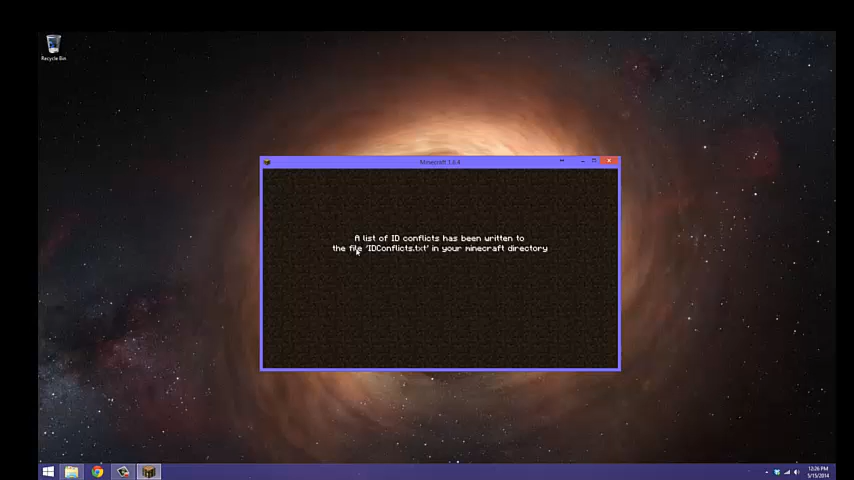 Recycle Bin
Minecraft 1.6.4
A list of ID conflicts has been written to
the file 'IDConflicts.txt' in your minecraft directory
12:26 PM
5/15/2014